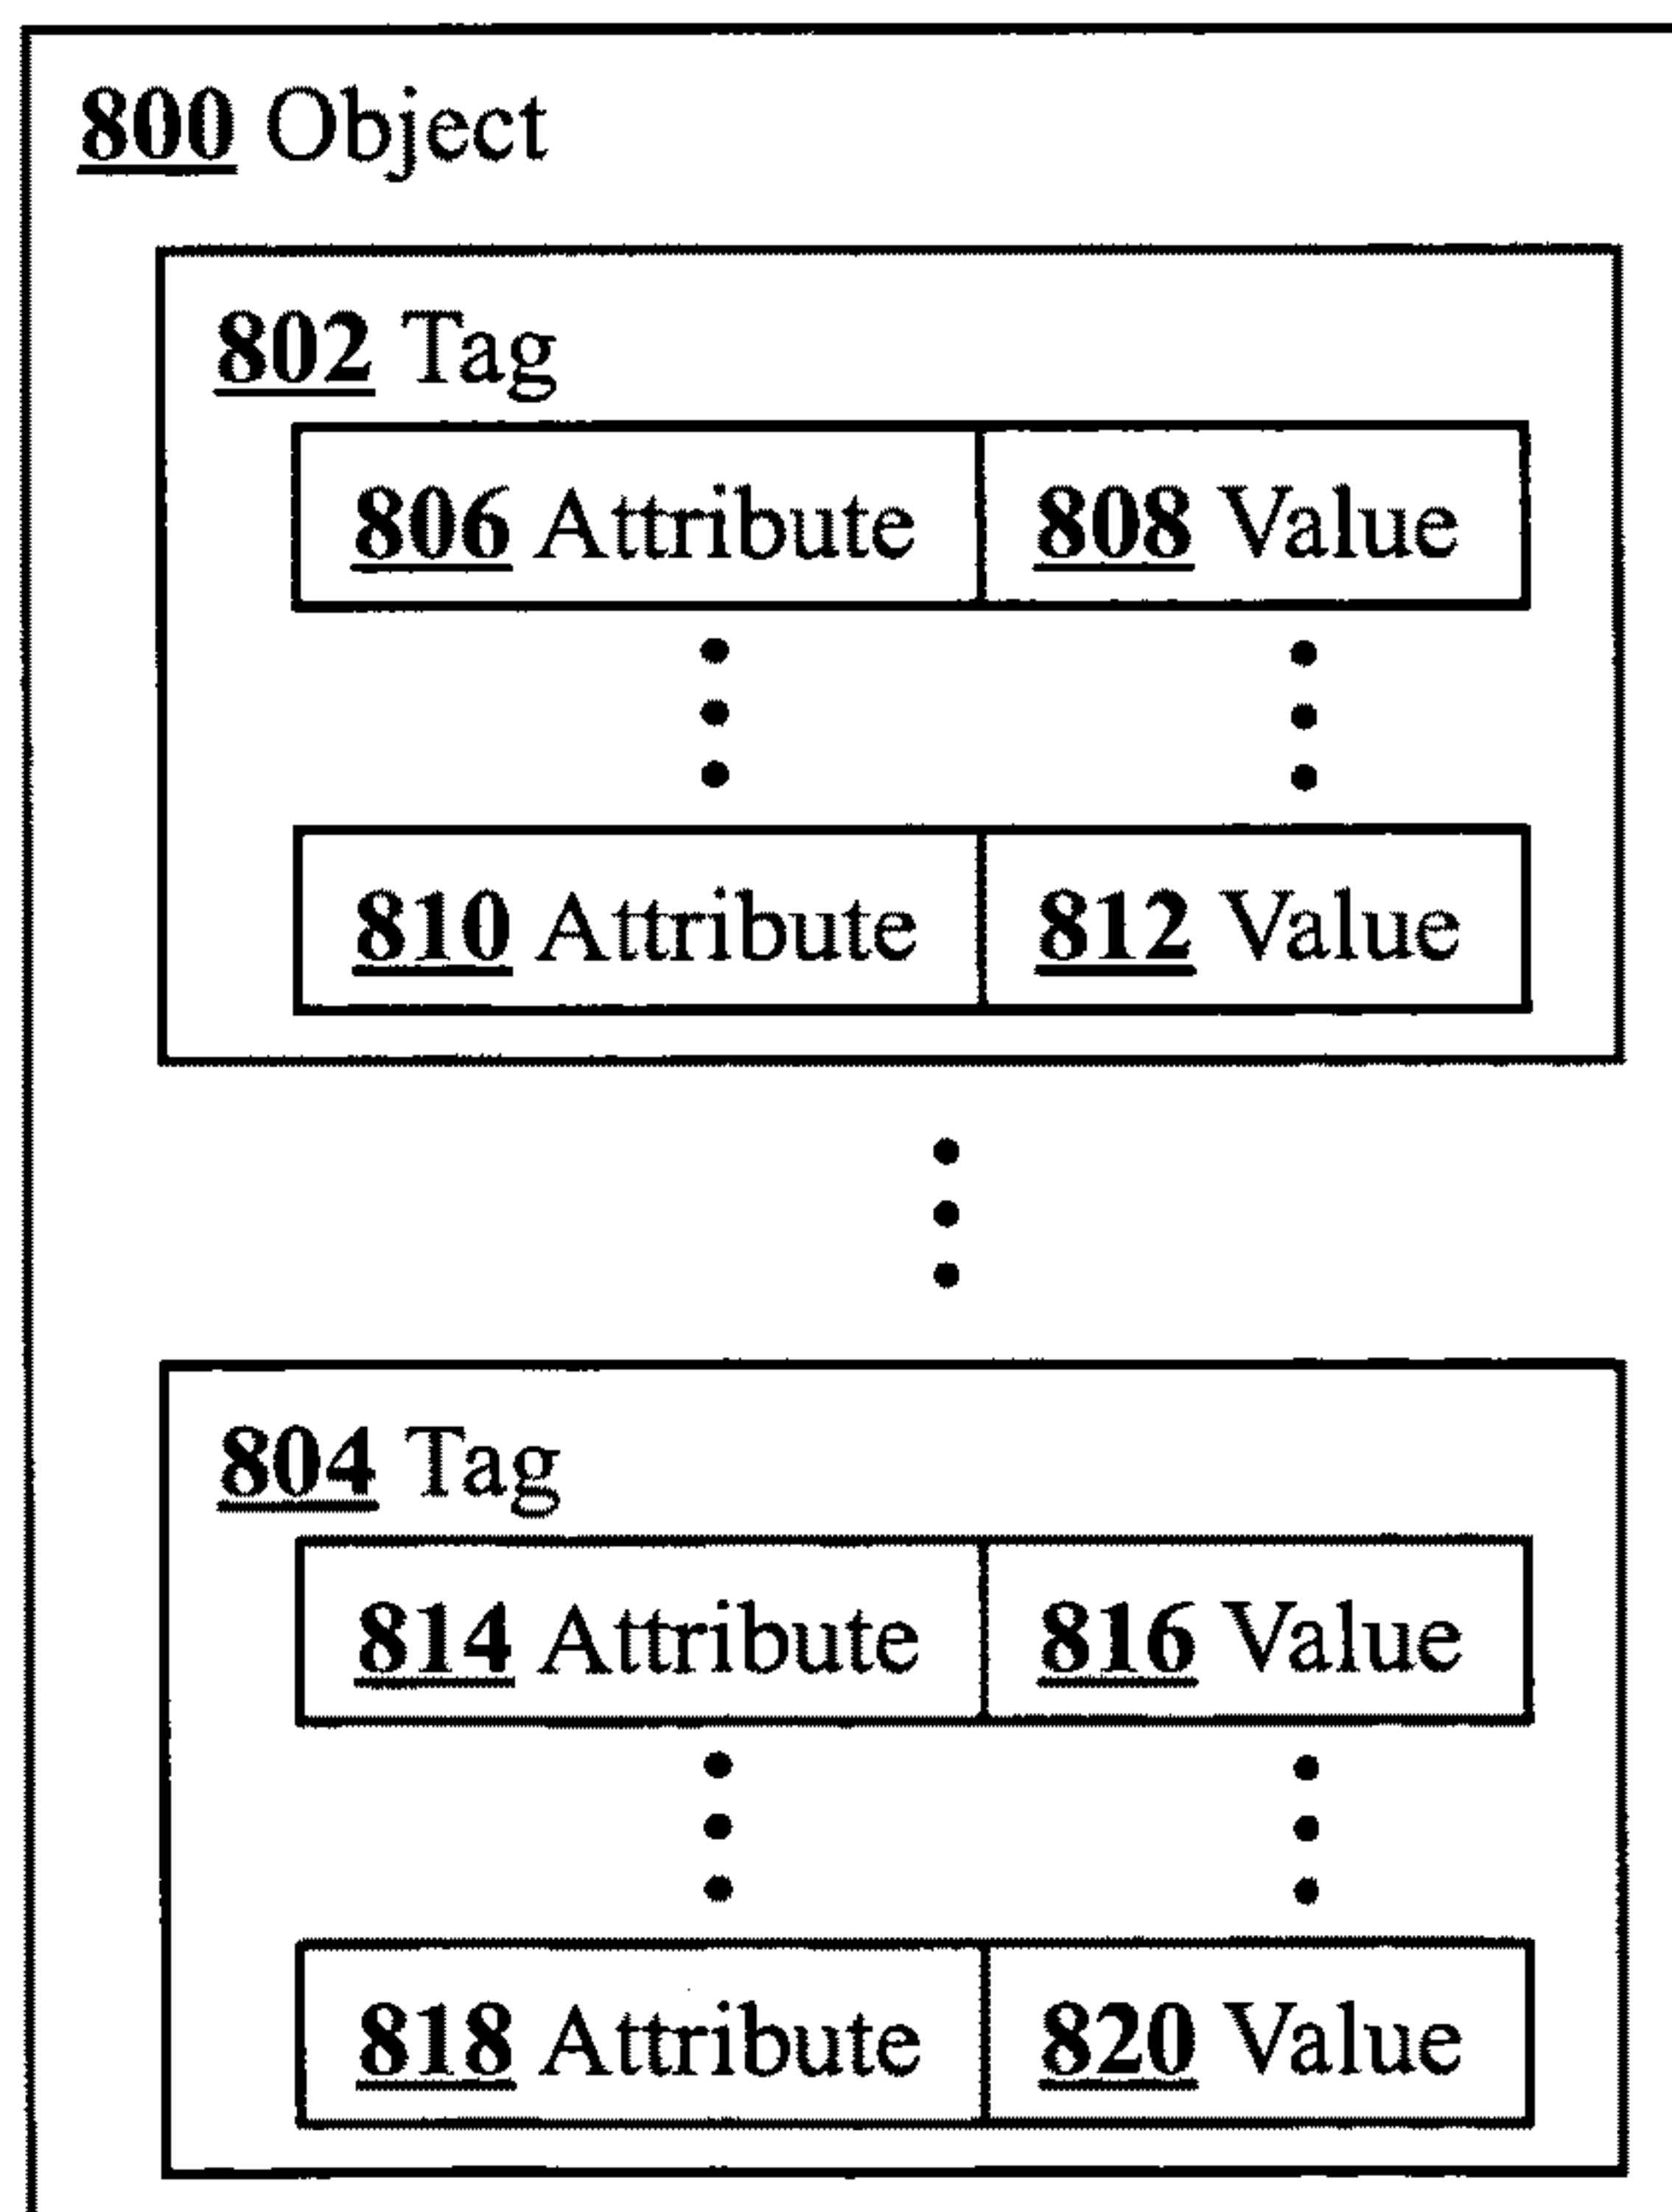 800 Object
802 Tag
806 Attribute 808 Value
810 Attribute 812 Value
804 Tag
814 Attribute 816 Value
818 Attribute 820 Value